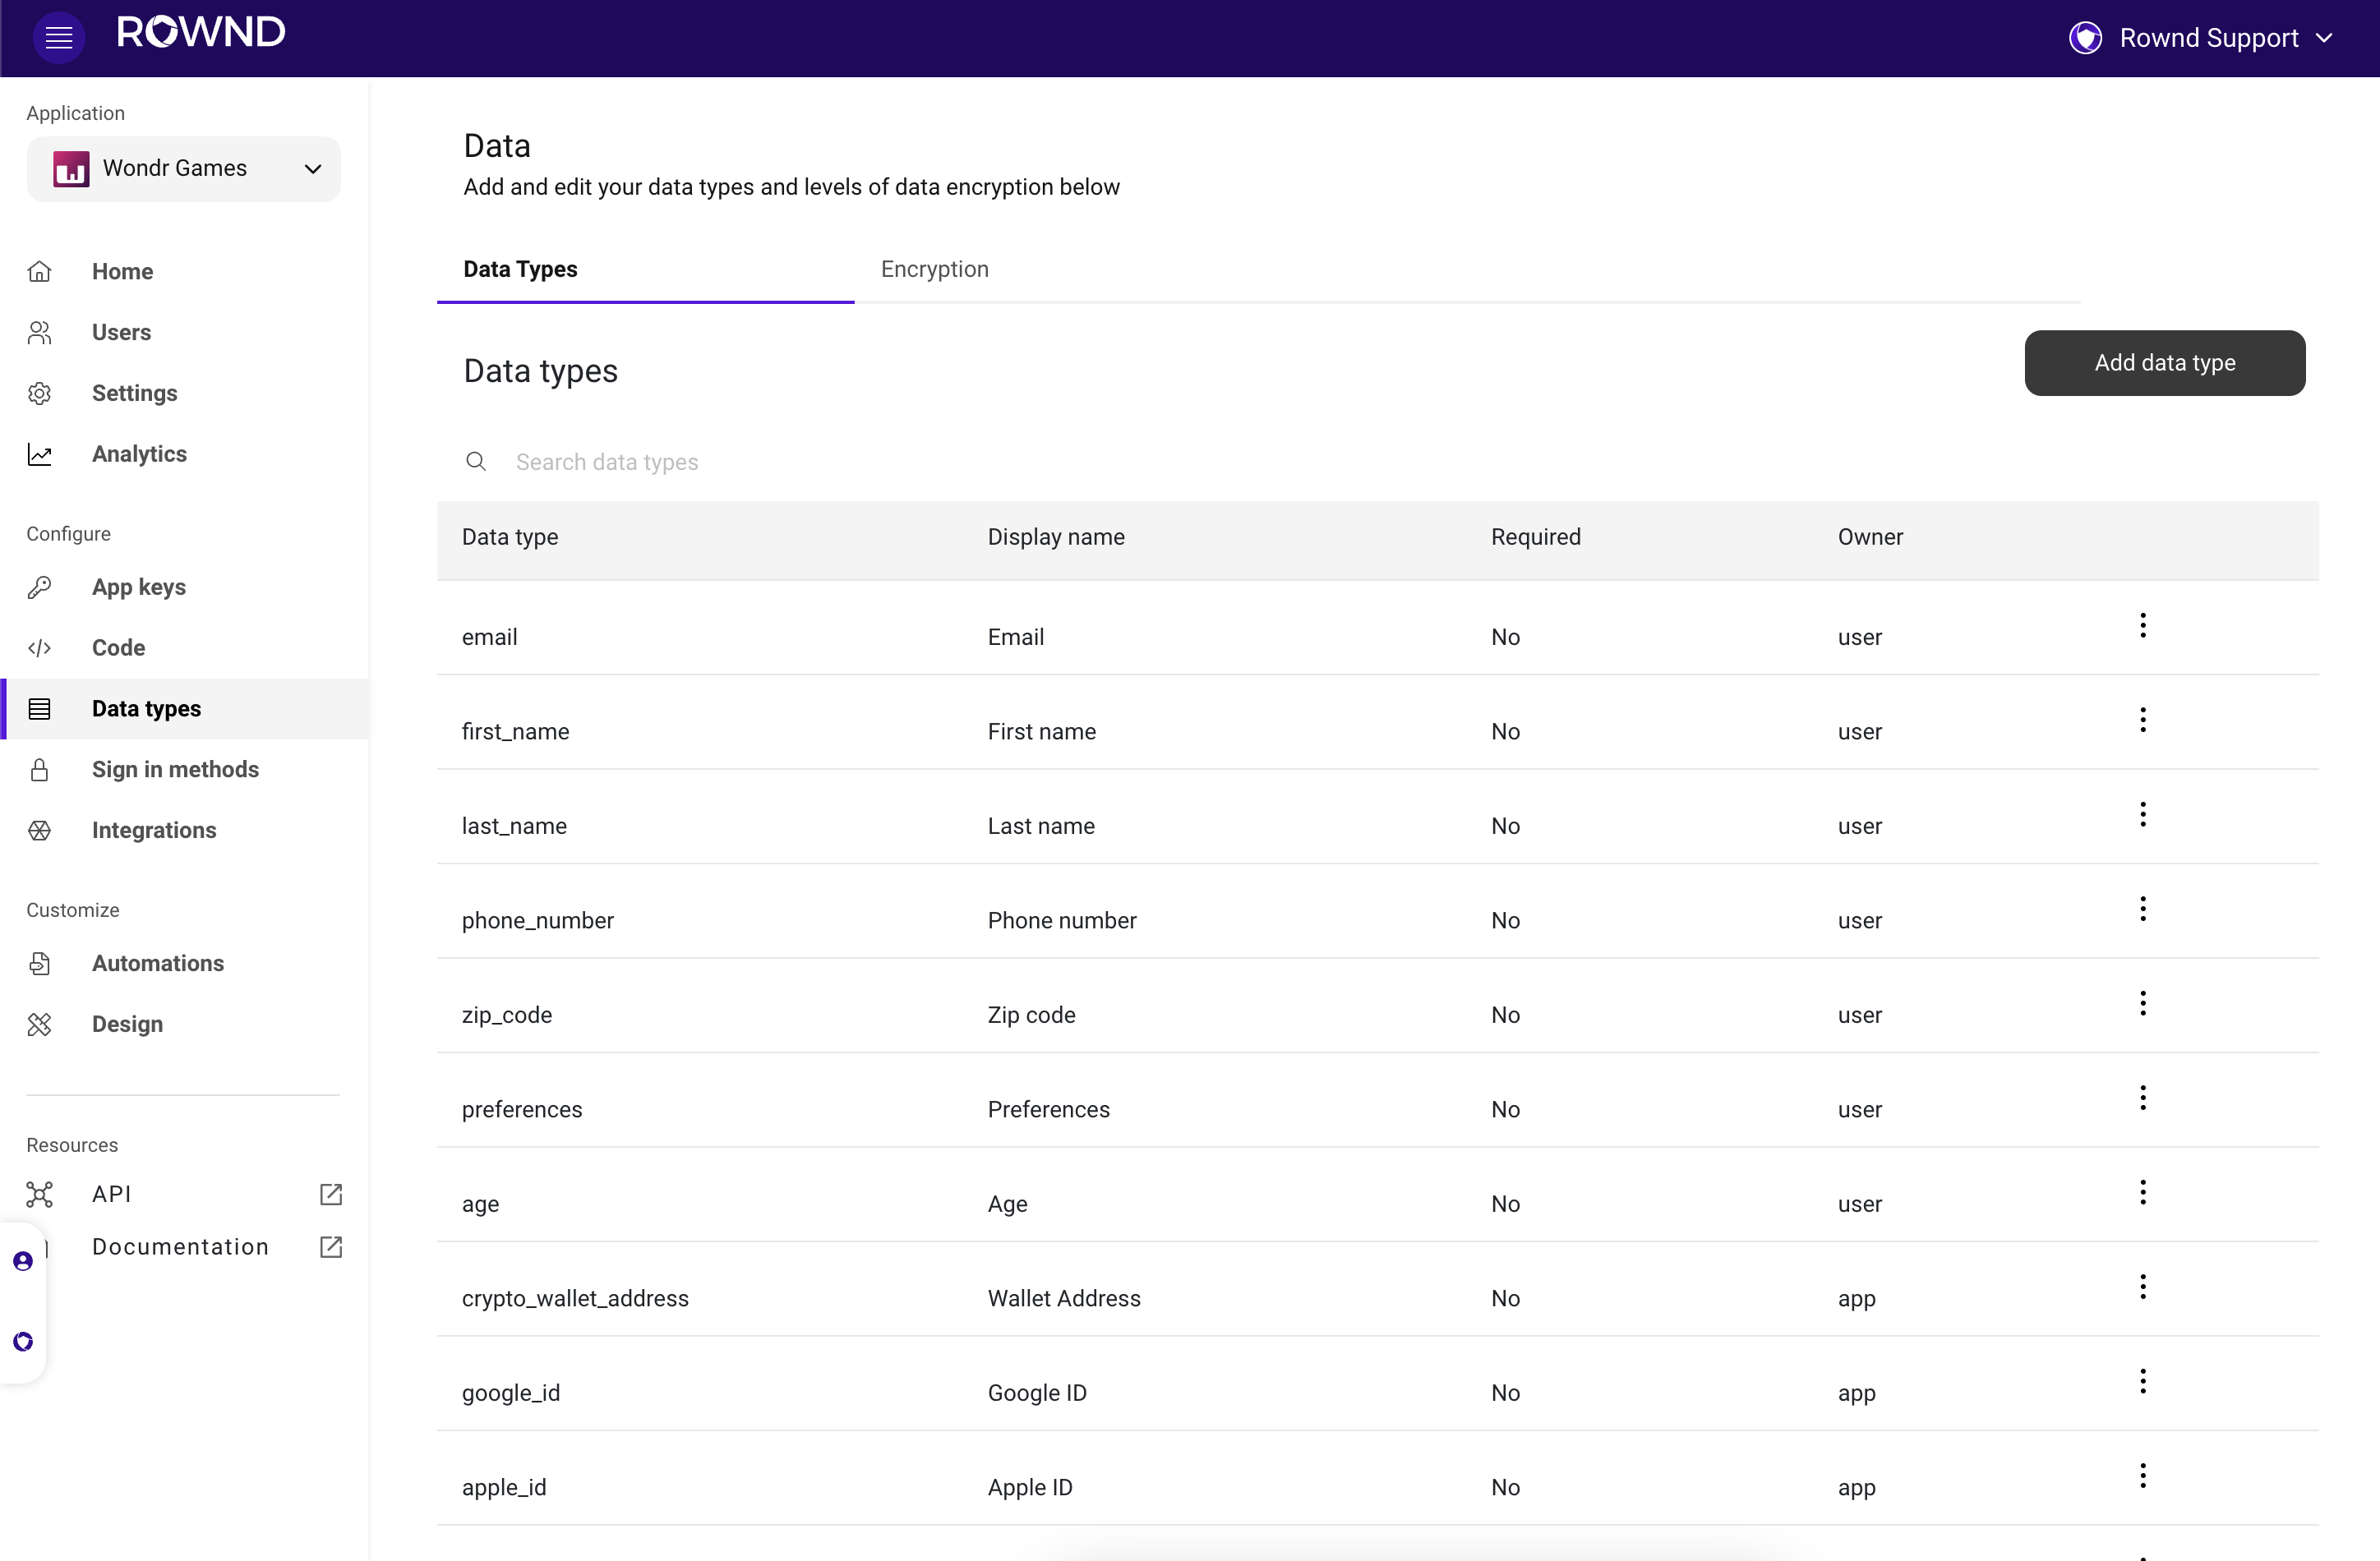 ROWND
Rownd Support
Application
Wondr Games
Home
Users
Settings
Analytics
Configure
App keys
Code
Data types
Sign in methods
Integrations
Customize
Automations
Design
Resources
API
Documentation
Data
Add and edit your data types and levels of data encryption below
Data Types Encryption
Data types
Add data type
Search data types
Data type Display name Required Owner
email Email No user
first_name First name No user
last_name Last name No user
phone_number Phone number No user
zip_code Zip code No user
preferences Preferences No user
age Age No user
crypto_wallet_address Wallet Address No app
google_id Google ID No app
apple_id Apple ID No app